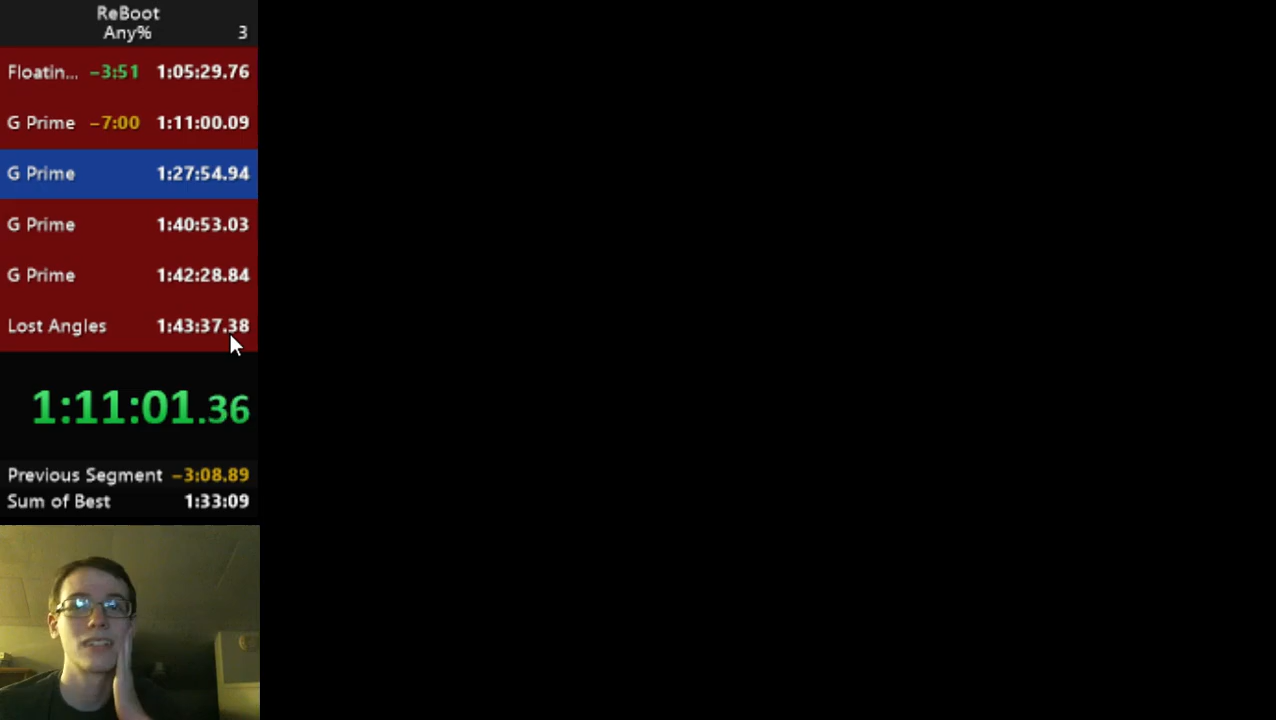 ReBoot
Any% 3
Floatin... −3:51 1:05:29.76
G Prime −7:00 1:11:00.09
G Prime 1:27:54.94
G Prime 1:40:53.03
G Prime 1:42:28.84
Lost Angles 1:43:37.38
1:11:01.36
Previous Segment −3:08.89
Sum of Best 1:33:09